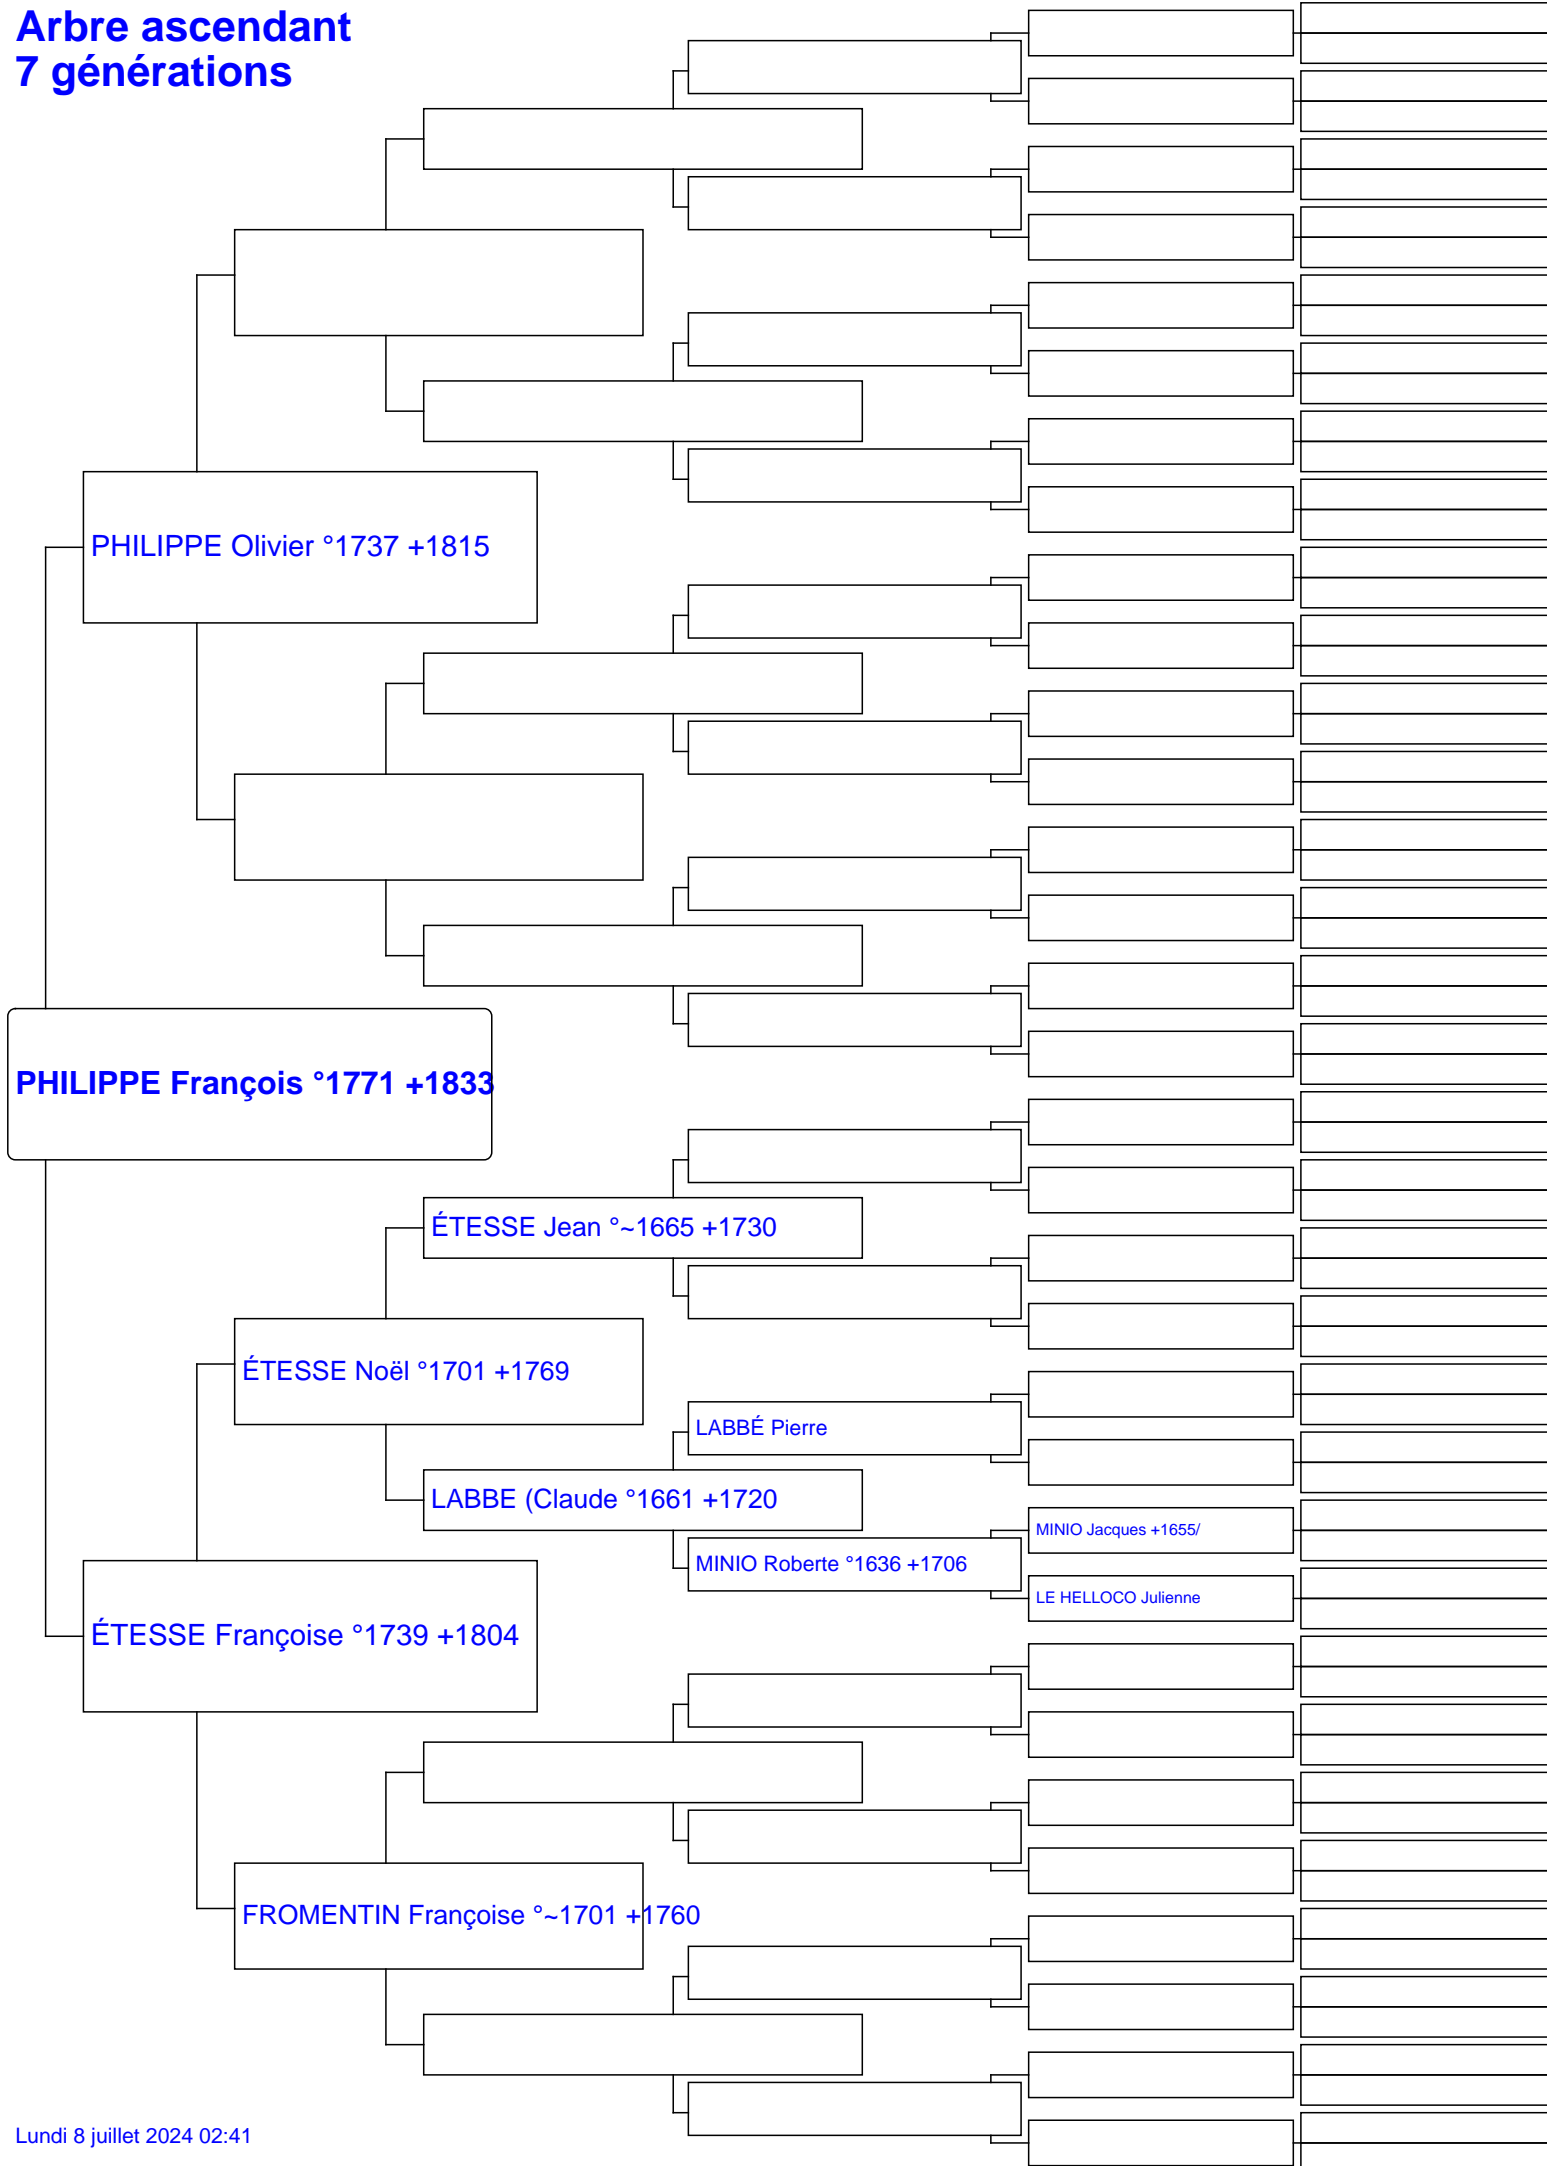 Arbre ascendant
7 générations
PHILIPPE Olivier °1737 +1815
PHILIPPE François °1771 +1833
ÉTESSE Jean °~1665 +1730
ÉTESSE Noël °1701 +1769
LABBÉ Pierre
LABBE (Claude °1661 +1720
MINIO Jacques +1655/
MINIO Roberte °1636 +1706
LE HELLOCO Julienne
ÉTESSE Françoise °1739 +1804
FROMENTIN Françoise °~1701 +1760
Lundi 8 juillet 2024 02:41